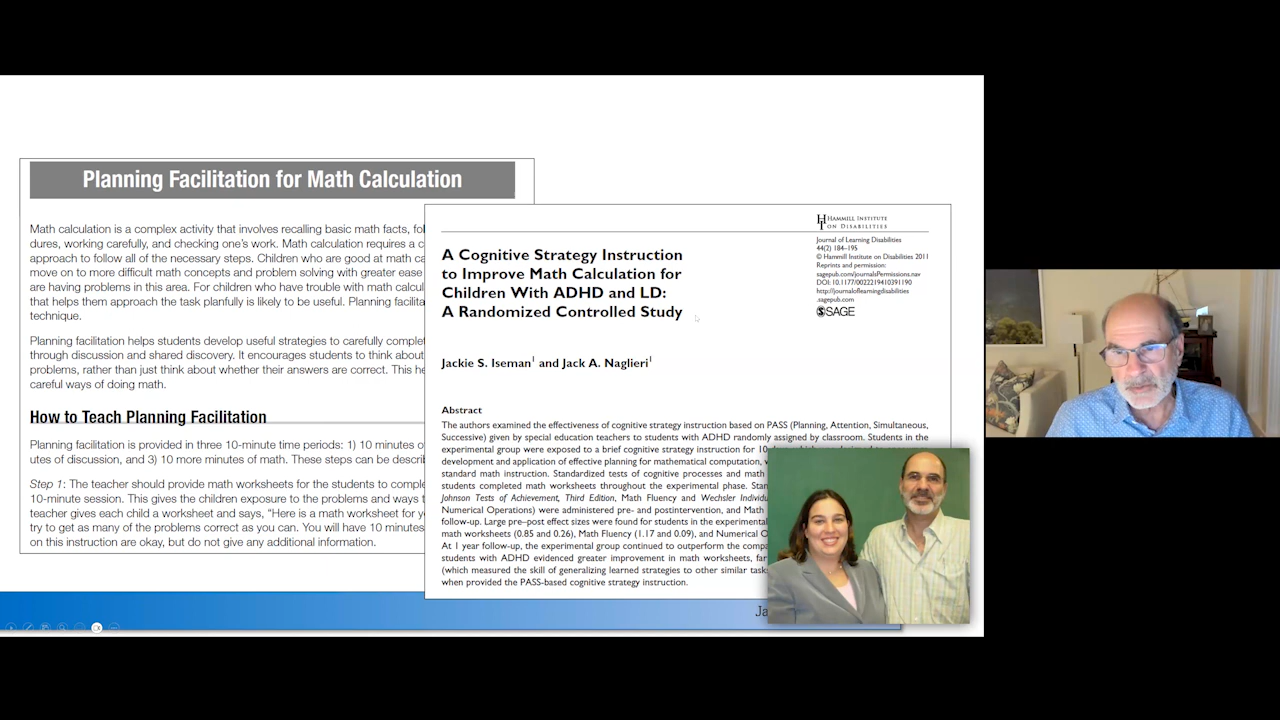 Planning Facilitation for Math Calculation
Math calculation is a complex activity that involves recalling basic math facts, fol
dures, working carefully, and checking one's work. Math calculation requires a c
approach to follow all of the necessary steps. Children who are good at math ca
move on to more difficult math concepts and problem solving with greater ease
are having problems in this area. For children who have trouble with math calcul
that helps them approach the task planfully is likely to be useful. Planning facilita
technique.
Planning facilitation helps students develop useful strategies to carefully complet
through discussion and shared discovery. It encourages students to think about
problems, rather than just think about whether their answers are correct. This he
careful ways of doing math.
How to Teach Planning Facilitation
Planning facilitation is provided in three 10-minute time periods: 1) 10 minutes o
utes of discussion, and 3) 10 more minutes of math. These steps can be descri
Step 1: The teacher should provide math worksheets for the students to comple
10-minute session. This gives the children exposure to the problems and ways t
teacher gives each child a worksheet and says, "Here is a math worksheet for y
try to get as many of the problems correct as you can. You will have 10 minutes
on this instruction are okay, but do not give any additional information.
HAMMILL INSTITUTE
ON DISABILITIES
A Cognitive Strategy Instruction
to Improve Math Calculation for
Children With ADHD and LD:
A Randomized Controlled Study
Journal of Learning Disabilities
44(2) 184–195
© Hammill Institute on Disabilities 2011
Reprints and permission:
sagepub.com/journalsPermissions.nav
DOI: 10.1177/0022219410391190
http://journaloflearningdisabilities
.sagepub.com
SAGE
Jackie S. Iseman1 and Jack A. Naglieri1
Abstract
The authors examined the effectiveness of cognitive strategy instruction based on PASS (Planning, Attention, Simultaneous,
Successive) given by special education teachers to students with ADHD randomly assigned by classroom. Students in the
experimental group were exposed to a brief cognitive strategy instruction for 10
development and application of effective planning for mathematical computation, w
standard math instruction. Standardized tests of cognitive processes and math
students completed math worksheets throughout the experimental phase. Stan
Johnson Tests of Achievement, Third Edition, Math Fluency and Wechsler Individu
Numerical Operations) were administered pre- and postintervention, and Math
follow-up. Large pre–post effect sizes were found for students in the experimental
math worksheets (0.85 and 0.26), Math Fluency (1.17 and 0.09), and Numerical O
At 1 year follow-up, the experimental group continued to outperform the compa
students with ADHD evidenced greater improvement in math worksheets, far
(which measured the skill of generalizing learned strategies to other similar tasks
when provided the PASS-based cognitive strategy instruction.
Ja